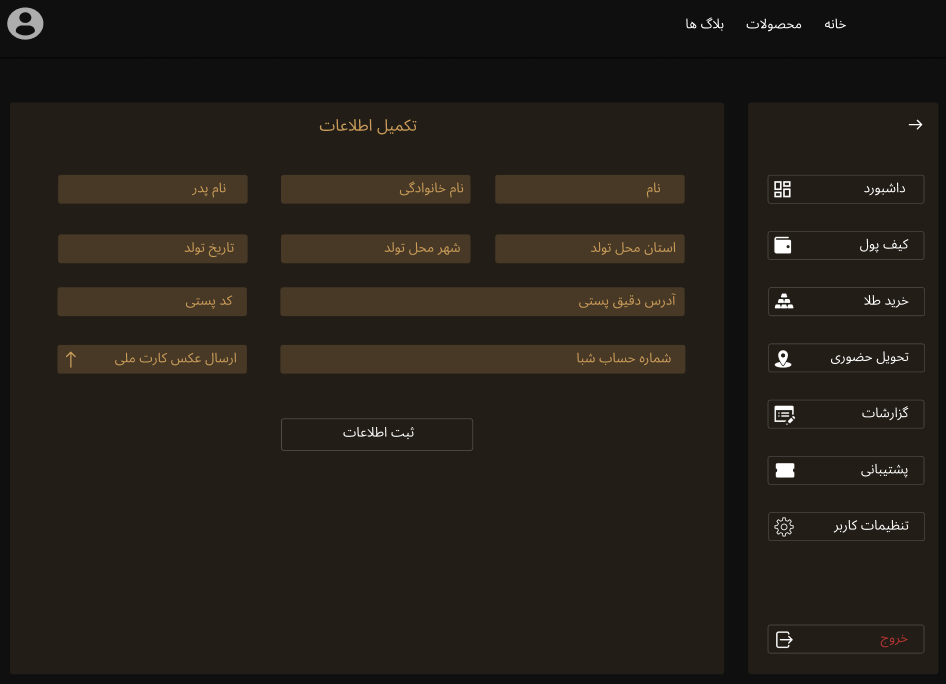 خانه
محصولات
بلاگ ها
داشبورد
کیف پول
خرید طلا
تحویل حضوری
گزارشات
پشتیبانی
تنظیمات کاربر
خروج
تکمیل اطلاعات
نام
نام خانوادگی
نام پدر
استان محل تولد
شهر محل تولد
تاریخ تولد
آدرس دقیق پستی
کد پستی
شماره حساب شبا
ارسال عکس کارت ملی
ثبت اطلاعات